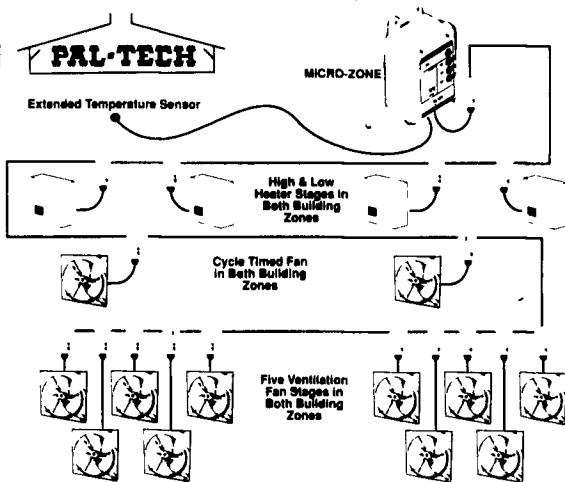 PAL-TECH
MICRO-ZONE
Extended Temperature Sensor
High & Low
Heater Stages in
Both Building
Zones
Cycle Timed Fan
in Both Building
Zones
Five Ventilation
Fan Stages in
Both Building
Zones